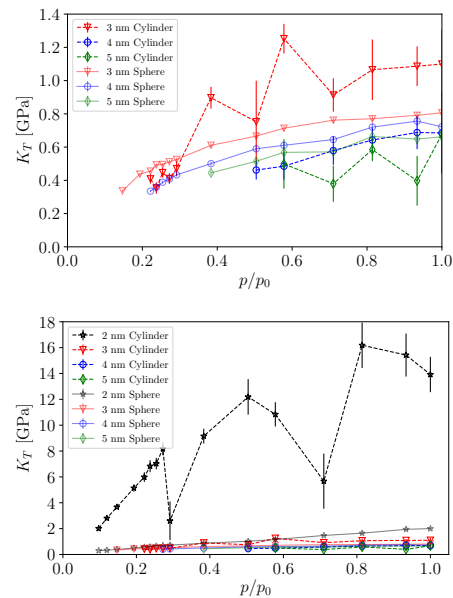 1.4
1.2
1.0
0.8
0.6
0.4
0.2
0.0
K_T [GPa]
3 nm Cylinder
4 nm Cylinder
5 nm Cylinder
3 nm Sphere
4 nm Sphere
5 nm Sphere
0.0 0.2 0.4 0.6 0.8 1.0
p/p_0
18
16
14
12
10
8
6
4
2
0
K_T [GPa]
2 nm Cylinder
3 nm Cylinder
4 nm Cylinder
5 nm Cylinder
2 nm Sphere
3 nm Sphere
4 nm Sphere
5 nm Sphere
0.0 0.2 0.4 0.6 0.8 1.0
p/p_0